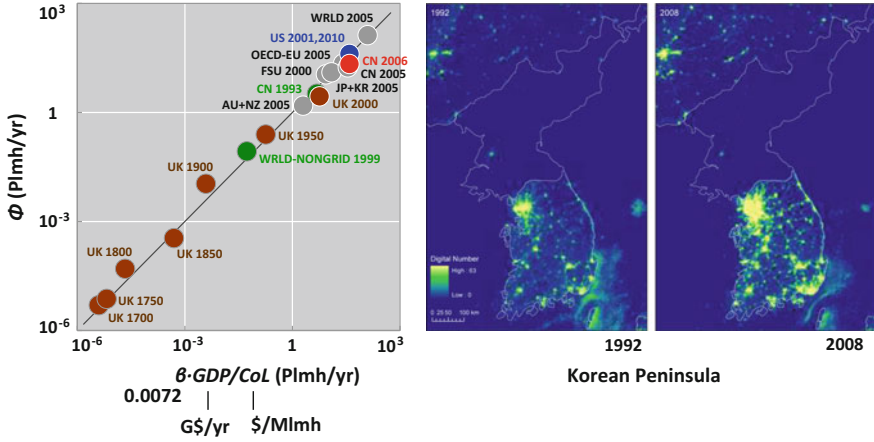 10³
1
10⁻³
10⁻⁶
Φ (Plmh/yr)
WRLD 2005
US 2001,2010
OECD-EU 2005
CN 2006
FSU 2000
CN 2005
CN 1993
JP+KR 2005
AU+NZ 2005
UK 2000
UK 1950
WRLD-NONGRID 1999
UK 1900
UK 1850
UK 1800
UK 1750
UK 1700
10⁻⁶ 10⁻³ 1 10³
β·GDP/CoL (Plmh/yr)
0.0072
G$/yr $/Mlmh
1992
Digital Number
High : 63
Low : 0
0 25 50 100 km
1992
2008
2008
Korean Peninsula